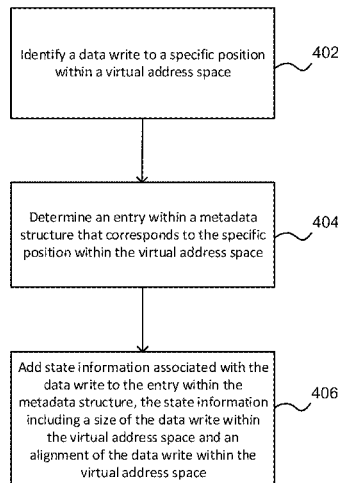 Identify a data write to a specific position
within a virtual address space
402
Determine an entry within a metadata
structure that corresponds to the specific
position within the virtual address space
404
Add state information associated with the
data write to the entry within the
metadata structure, the state information
including a size of the data write within
the virtual address space and an
alignment of the data write within the
virtual address space
406